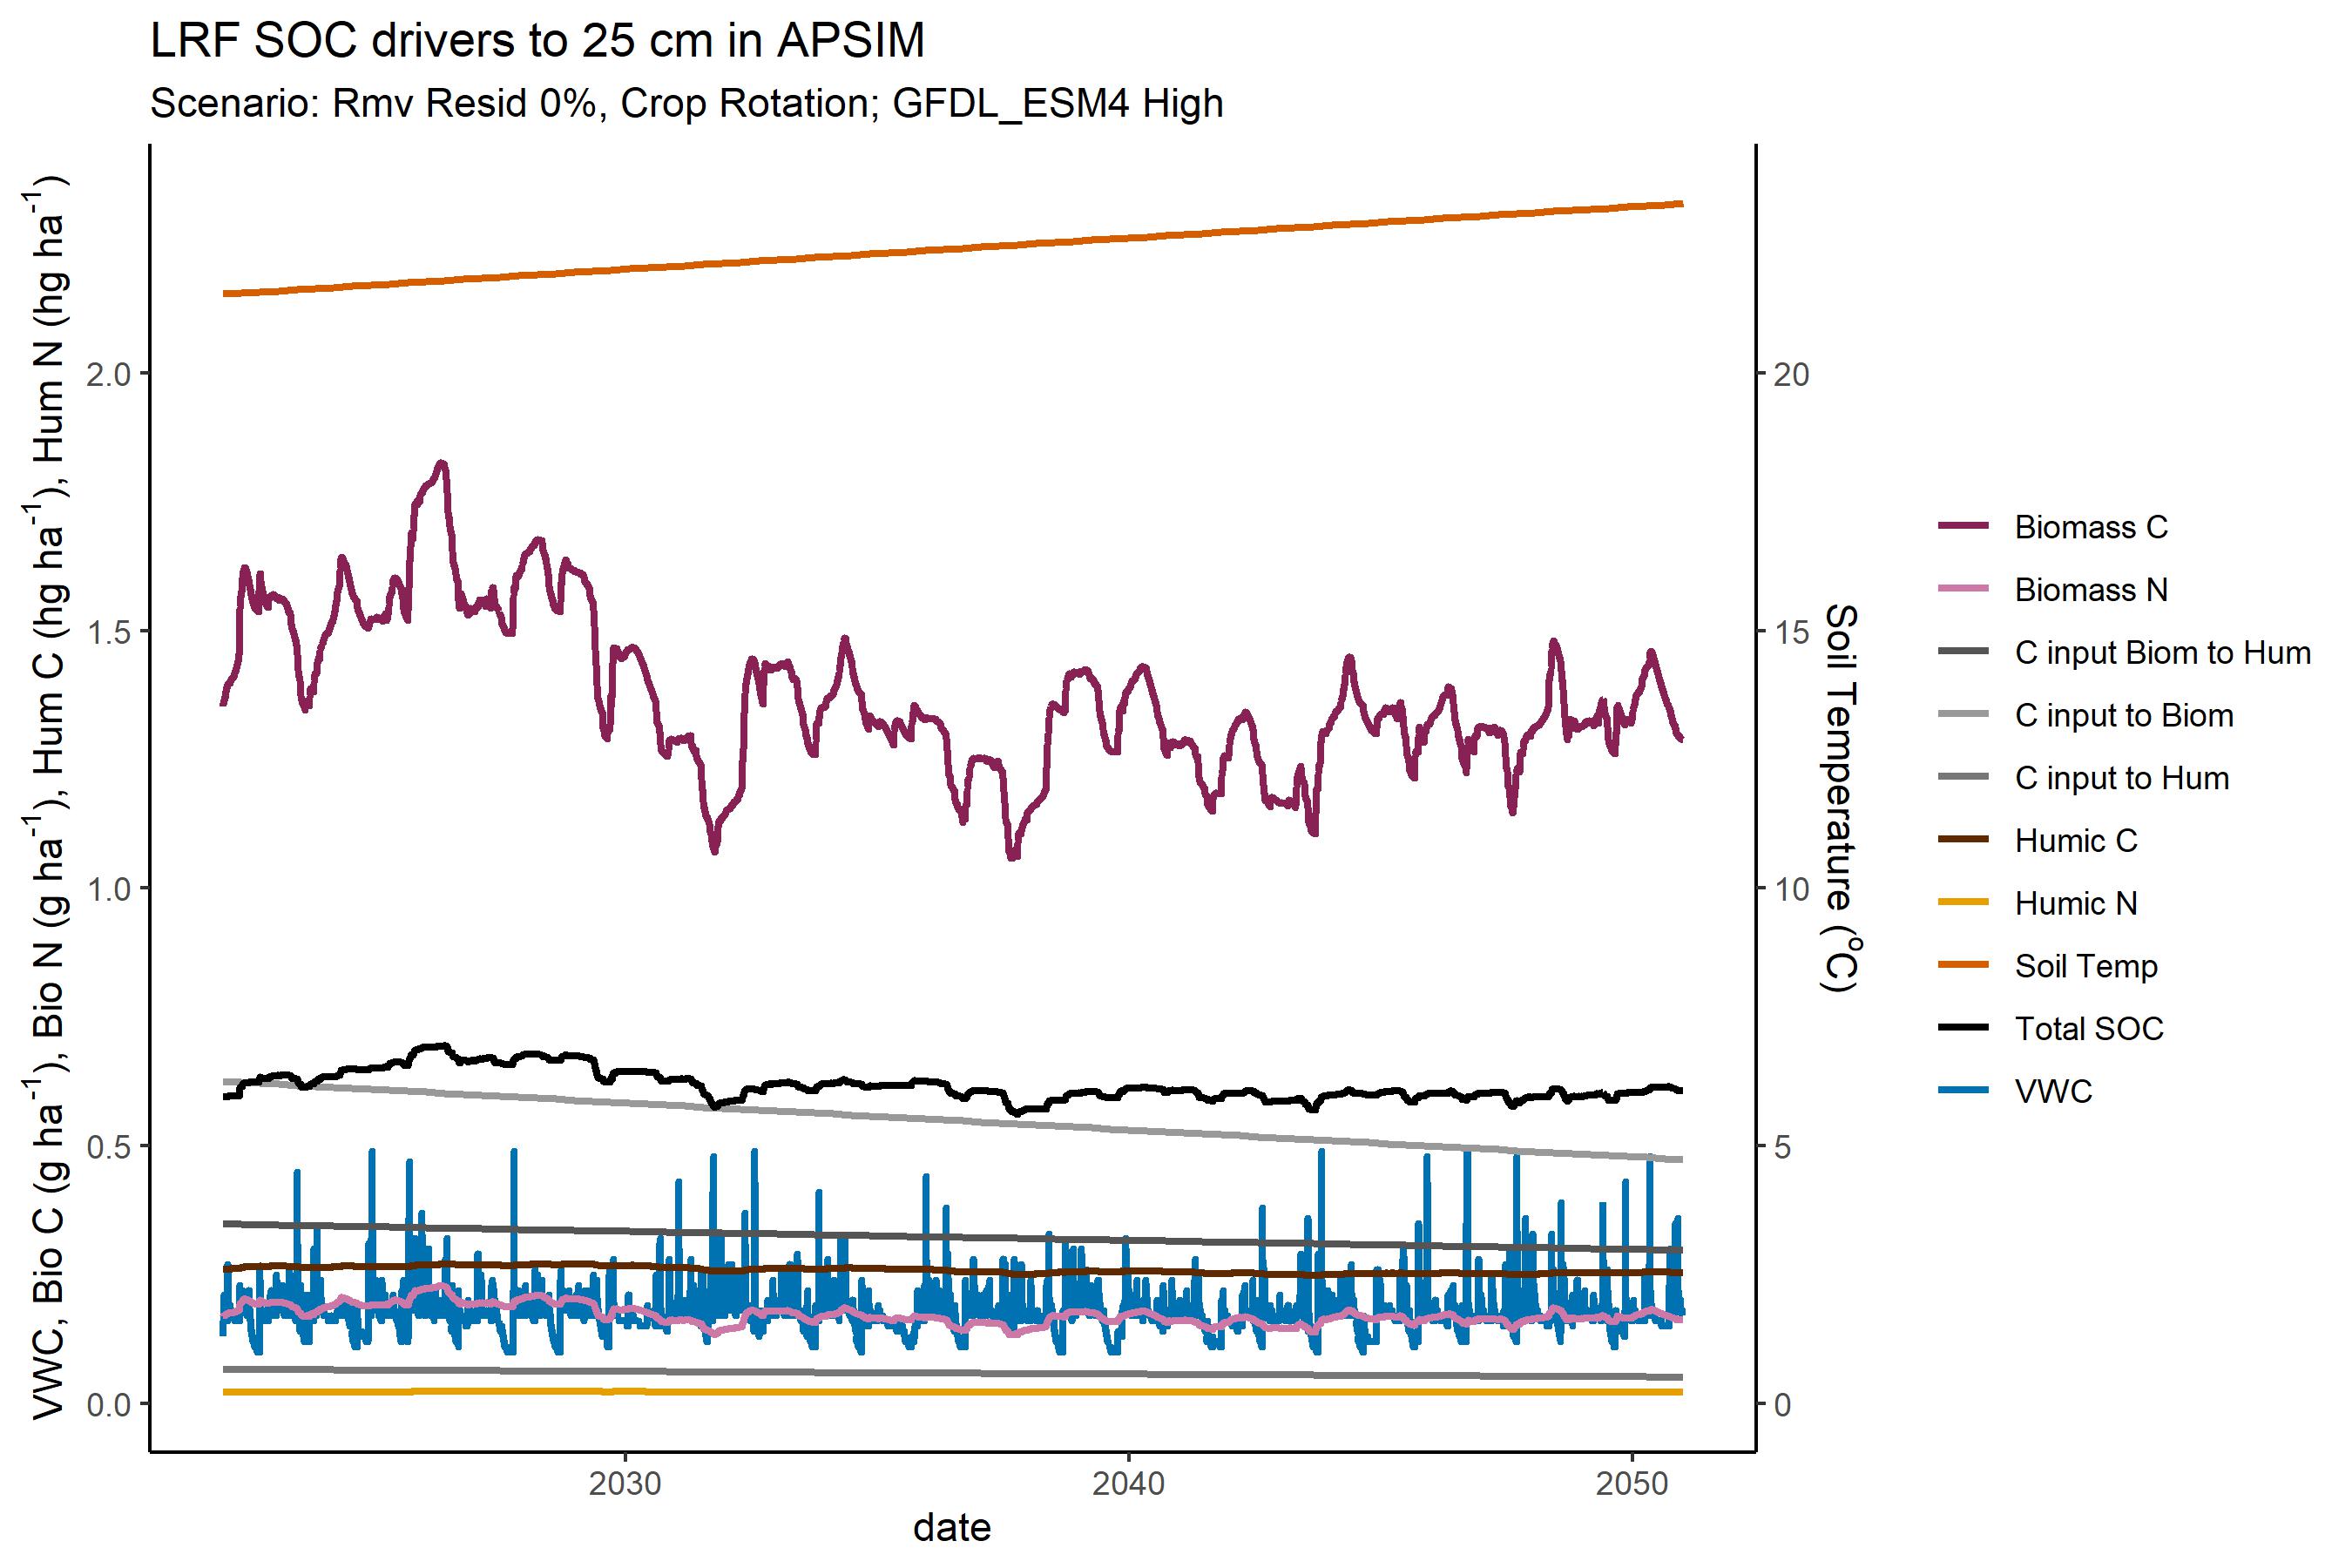 LRF SOC drivers to 25 cm in APSIM
Scenario: Rmv Resid 0%, Crop Rotation; GFDL_ESM4 High
VWC, Bio C (g ha⁻¹), Bio N (g ha⁻¹), Hum C (hg ha⁻¹), Hum N (hg ha⁻¹)
2.0
1.5
1.0
0.5
0.0
20
15
10
5
0
Soil Temperature (°C)
2030
2040
2050
date
Biomass C
Biomass N
C input Biom to Hum
C input to Biom
C input to Hum
Humic C
Humic N
Soil Temp
Total SOC
VWC